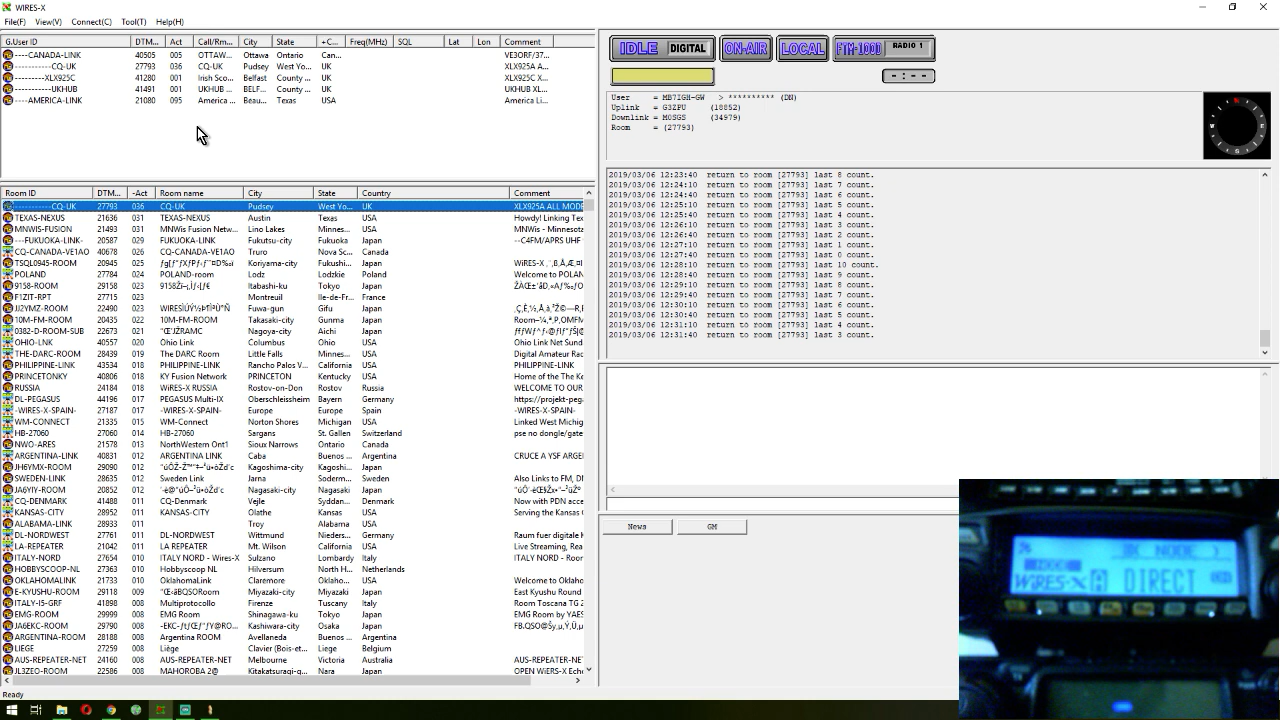 WIRES-X
File(F) View(V) Connect(C) Tool(T) Help(H)
G.User ID DTM... Act Call/Rm... City State +C... Freq(MHz) SQL Lat Lon Comment
----CANADA-LINK 40505 005 OTTAW... Ottawa Ontario Can... VE3ORF/37...
CQ-UK 27793 036 CQ-UK Pudsey West Yo... UK XLX925A A...
XLX925C 41280 001 Irish Sco... Belfast County ... UK XLX925C X...
----UKHUB 41491 001 UKHUB ... BELF... County ... UK UKHUB XL...
----AMERICA-LINK 21080 095 America ... Beau... Texas USA America Li...
Room ID DTM... -Act Room name City State Country Comment
CQ-UK 27793 036 CQ-UK Pudsey West Yo... UK XLX925A ALL MODE
TEXAS-NEXUS 21636 031 TEXAS-NEXUS Austin Texas USA Howdy! Linking Tex
MNWIS-FUSION 21493 030 MNWis Fusion Netw... Lino Lakes Minnes... USA MNWis - Minnesota
---FUKUOKA-LINK- 20587 029 FUKUOKA-LINK Fukutsu-city Fukuoka Japan --C4FM/APRS UHF
CQ-CANADA-VE1AO 40678 026 CQ-CANADA-VE1AO Truro Nova Sc... Canada
TSQL0945-ROOM 20945 025 Koriyama-city Fukushi... Japan
POLAND 27784 024 POLAND-room Lodz Lodzkie Poland Welcome to POLAN
9158-ROOM 29158 023 Itabashi-ku Tokyo Japan
F1ZIT-RPT 27715 023 Montreuil Ile-de-Fr... France
JJ2YMZ-ROOM 22490 023 Fuwa-gun Gifu Japan
10M-FM-ROOM 22008 022 10M-FM-ROOM Takasaki-city Gunma Japan
0382-D-ROOM-SUB 22673 021 Nagoya-city Aichi Japan
OHIO-LNK 40557 020 Ohio Link Columbus Ohio USA Ohio Link Net Sund
THE-DARC-ROOM 28439 019 The DARC Room Little Falls Minnes... USA Digital Amateur Rad
PHILIPPINE-LINK 43534 018 PHILIPPINE-LINK Rancho Palos V... California USA
PRINCETONKY 40806 018 KY Fusion Network PRINCETON Kentucky USA Home of the The Ke
RUSSIA 24184 018 WiRES-X RUSSIA Rostov-on-Don Rostov Russia WELCOME TO OUR
DL-PEGASUS 44196 017 PEGASUS Multi-IX Oberschleissheim Bayern Germany https://projekt-peg
-WIRES-X-SPAIN- 27187 017 -WIRES-X-SPAIN- Europe Europe Spain
WM-CONNECT 21335 015 WM-Connect Norton Shores Michigan USA Linked West Michig
HB-27060 27060 014 HB-27060 Sargans St. Gallen Switzerland pse no dongle/gate
NWO-ARES 21578 013 NorthWestern Ont1 Sioux Narrows Ontario Canada
ARGENTINA-LINK 40831 012 ARGENTINA LINK Caba Buenos ... Argentina CRUCE A YSF ARGEN
JH6YMX-ROOM 29090 012 Kagoshima-city Kagoshi... Japan
SWEDEN-LINK 28635 012 Sweden-Link Jarna Soderm... Sweden Also Links to FM, DM
JA6YIY-ROOM 20852 012 Nagasaki-city Nagasaki Japan
CQ-DENMARK 41488 011 CQ-Denmark Vejle Syddan... Denmark Now with PDN acces
KANSAS-CITY 28952 011 KANSAS-CITY Olathe Kansas USA Serving the Kansas
ALABAMA-LINK 28933 011 Troy Alabama USA
DL-NORDWEST 27761 011 DL-Nordwest Wittmund Nieders... Germany Raum fuer digitale K
LA-REPEATER 21042 011 LA REPEATER Mt. Wilson California USA Live Streaming, Rea
ITALY-NORD 27654 010 ITALY NORD - Wires-X Sulzano Lombardy Italy ITALY NORD - Room
HOBBYSCOOP-NL 27639 010 Hobbyscoop NL Hilversum North H... Netherlands
OKLAHOMALINK 21733 010 OklahomaLink Claremore Oklaho... USA Welcome to Oklaho
E-KYUSHU-ROOM 29118 009 Miyazaki-city Miyazaki Japan East Kyushu Room
ITALY-I5-GRF 41898 008 Multiprotocollo Firenze Tuscany Italy Room Toscana TG 2
EMG-ROOM 29999 008 EMG Room Shinagawa-ku Tokyo Japan EMG Room by YAES
JA6EKC-ROOM 29794 008 Kashiwara-city Osaka Japan
ARGENTINA-ROOM 28188 008 Argentina ROOM Avellaneda Buenos ... Argentina
LIEGE 27259 008 Liège Clavier (Bois-et... Liege Belgium
AUS-REPEATER-NET 24160 008 AUS-REPEATER-NET Melbourne Victoria Australia Welcome to the AUS
JL3ZEO-ROOM 22586 008 MAHOROBA 2@ Kitakatsuragi-g... Nara Japan OPEN WiRES-X Ama
Ready
IDLE DIGITAL ON-AIR LOCAL FTM-100D RADIO 1
- : - -
User = MB7IGH-GW > ********** (DN)
Uplink = G3ZPU (18852)
Downlink = M0SGS (34979)
Room = (27793)
N
W E
S
2019/03/06 12:23:40 return to room [27793] last 8 count.
2019/03/06 12:24:10 return to room [27793] last 7 count.
2019/03/06 12:24:40 return to room [27793] last 6 count.
2019/03/06 12:25:10 return to room [27793] last 5 count.
2019/03/06 12:25:40 return to room [27793] last 4 count.
2019/03/06 12:26:10 return to room [27793] last 3 count.
2019/03/06 12:26:40 return to room [27793] last 2 count.
2019/03/06 12:27:10 return to room [27793] last 1 count.
2019/03/06 12:27:40 return to room [27793] last 0 count.
2019/03/06 12:28:10 return to room [27793] last 10 count.
2019/03/06 12:28:40 return to room [27793] last 9 count.
2019/03/06 12:29:10 return to room [27793] last 8 count.
2019/03/06 12:29:40 return to room [27793] last 7 count.
2019/03/06 12:30:10 return to room [27793] last 6 count.
2019/03/06 12:30:40 return to room [27793] last 5 count.
2019/03/06 12:31:10 return to room [27793] last 4 count.
2019/03/06 12:31:40 return to room [27793] last 3 count.
News GM
NODE
NODE
WiRES-X DIRECT